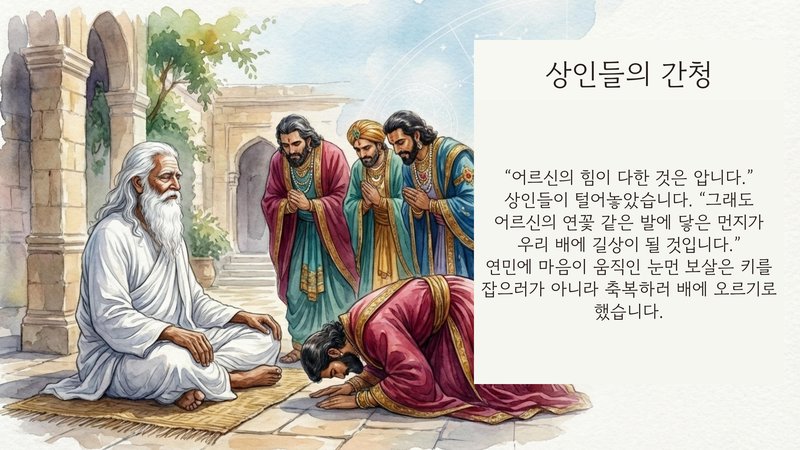 상인들의 간청
“어르신의 힘이 다한 것은 압니다.”
상인들이 털어놓았습니다. “그래도
어르신의 연꽃 같은 발에 닿은 먼지가
우리 배에 길상이 될 것입니다.”
연민에 마음이 움직인 눈먼 보살은 키를
잡으러가 아니라 축복하러 배에 오르기로
했습니다.